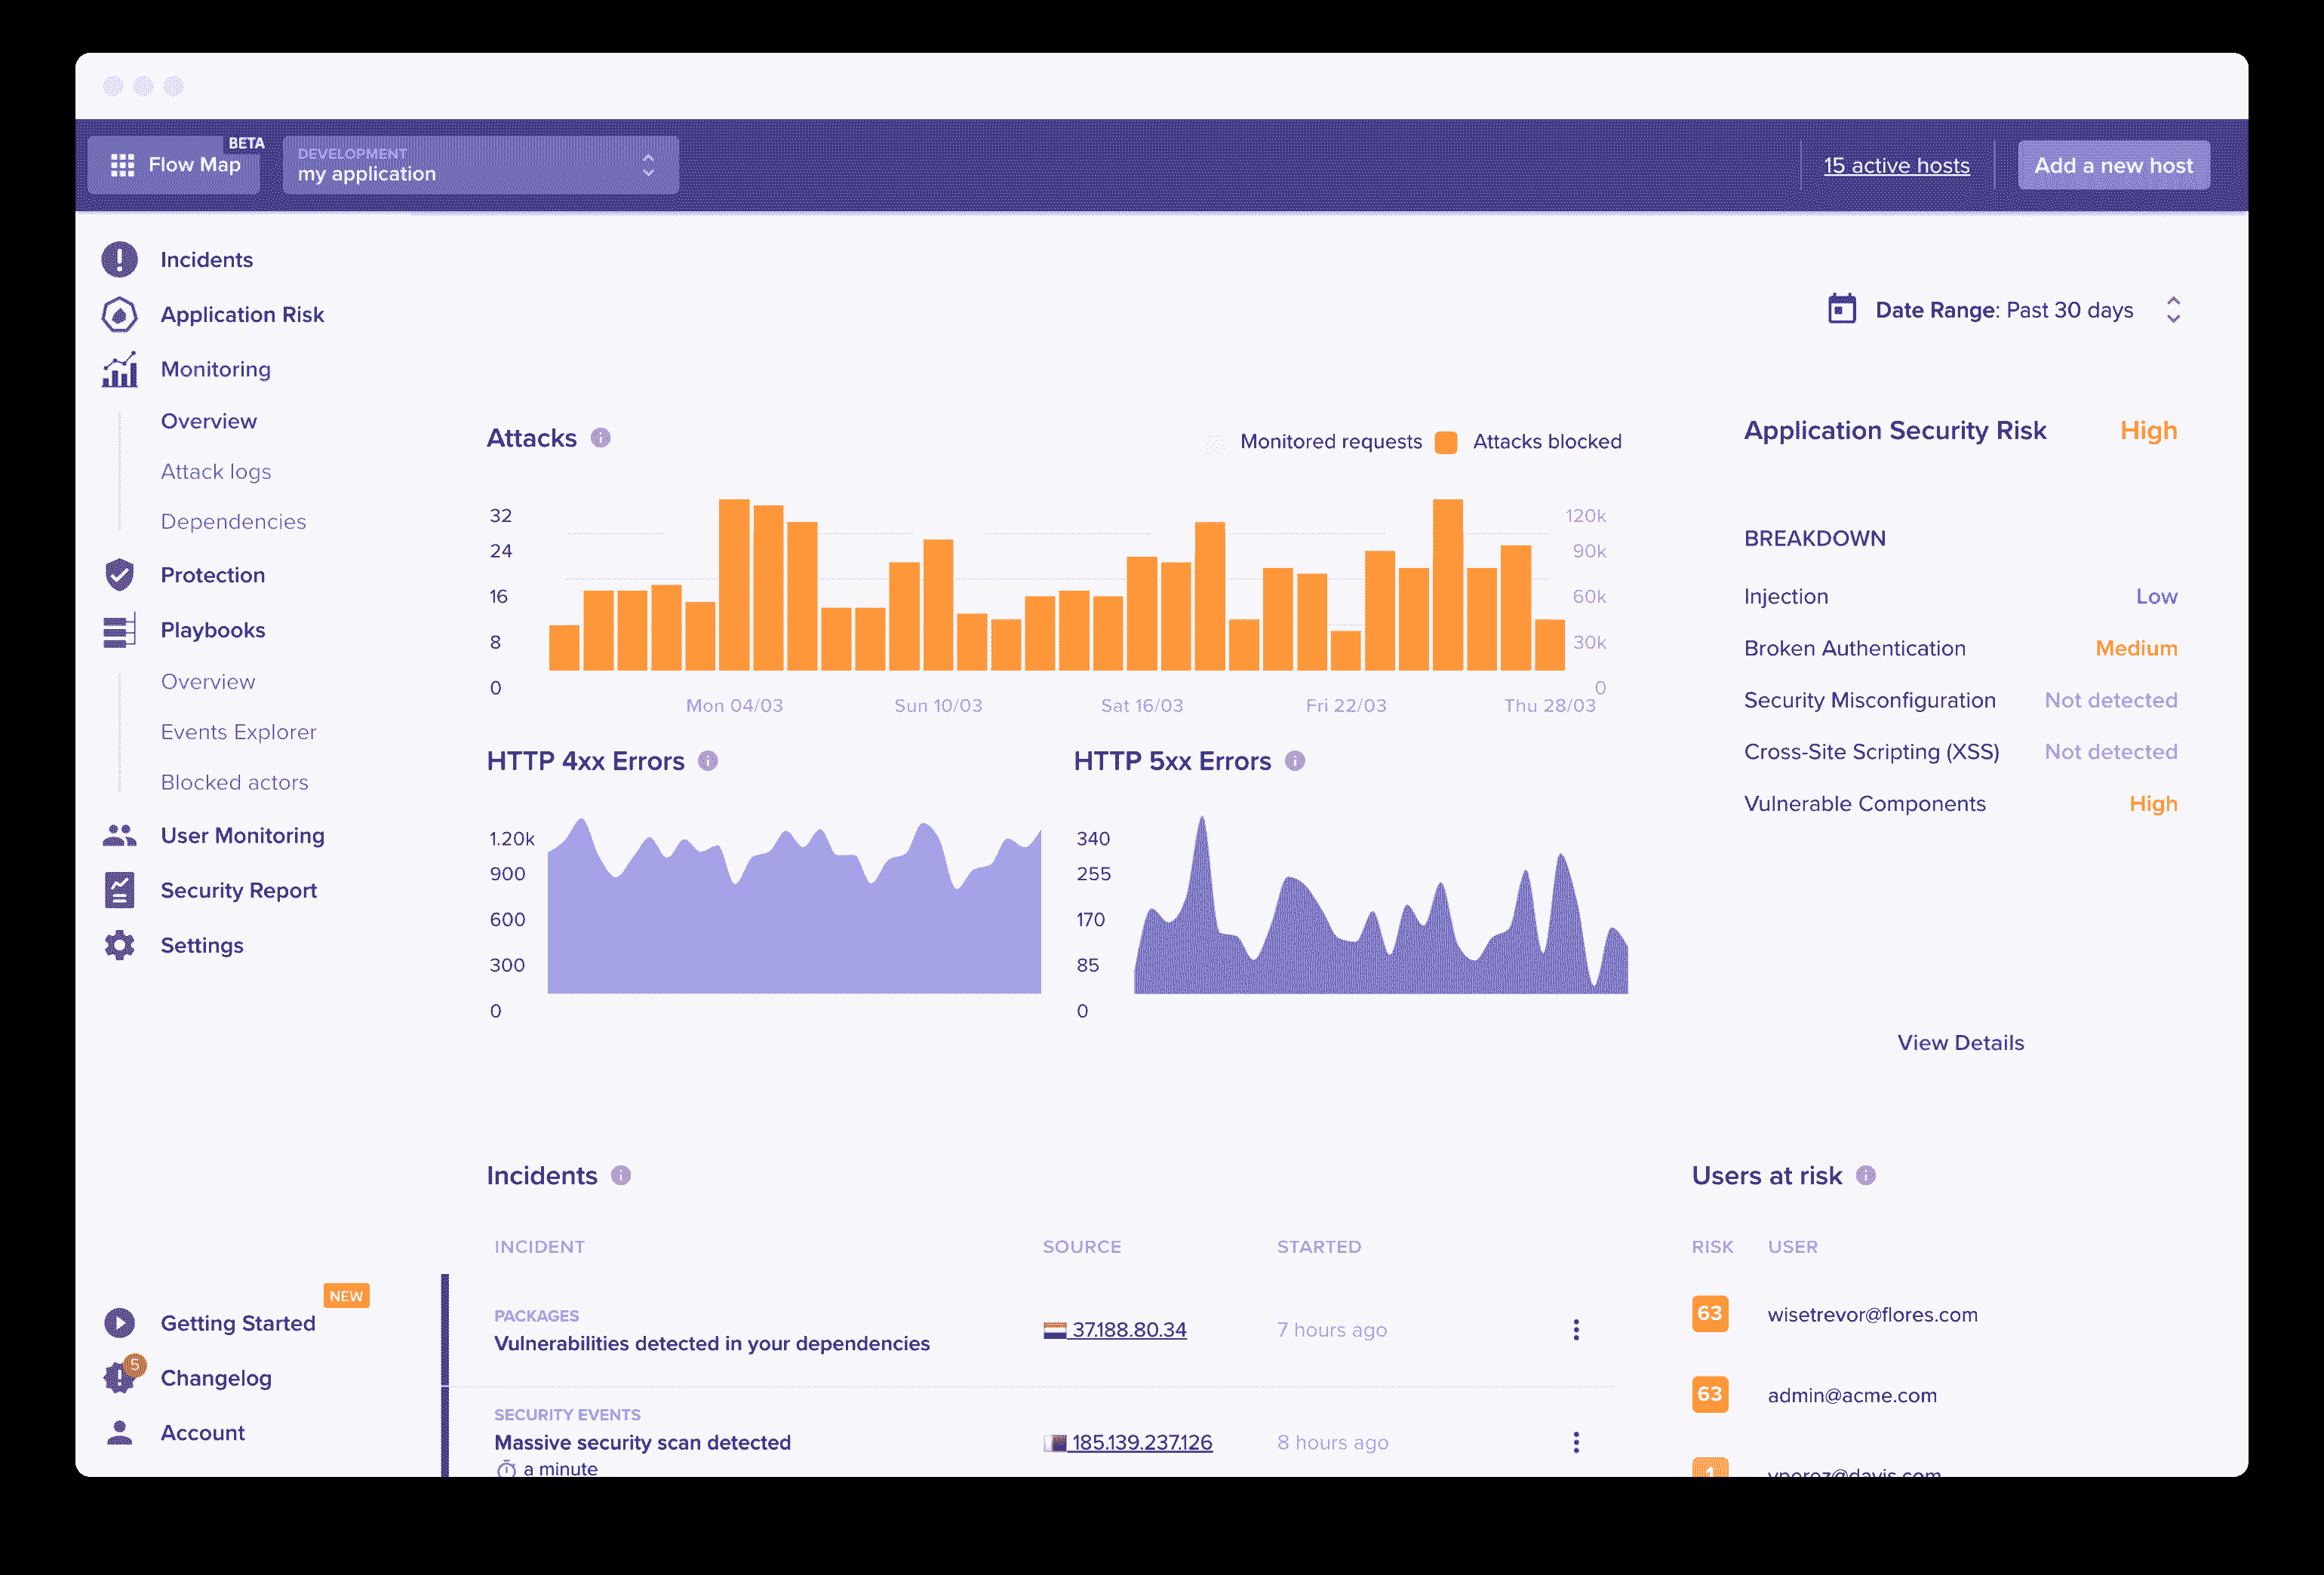 BETA
Flow Map
DEVELOPMENT
my application
15 active hosts
Add a new host
Incidents
Application Risk
Monitoring
Overview
Attack logs
Dependencies
Protection
Playbooks
Overview
Events Explorer
Blocked actors
User Monitoring
Security Report
Settings
NEW
Getting Started
5
Changelog
Account
Date Range: Past 30 days
Attacks
Monitored requests
Attacks blocked
32
24
16
8
0
120k
90k
60k
30k
0
Mon 04/03
Sun 10/03
Sat 16/03
Fri 22/03
Thu 28/03
HTTP 4xx Errors
1.20k
900
600
300
0
HTTP 5xx Errors
340
255
170
85
0
Application Security Risk High
BREAKDOWN
Injection Low
Broken Authentication Medium
Security Misconfiguration Not detected
Cross-Site Scripting (XSS) Not detected
Vulnerable Components High
View Details
Incidents
INCIDENT SOURCE STARTED
PACKAGES
Vulnerabilities detected in your dependencies 37.188.80.34 7 hours ago
SECURITY EVENTS
Massive security scan detected 185.139.237.126 8 hours ago
a minute
Users at risk
RISK USER
63 wisetrevor@flores.com
63 admin@acme.com